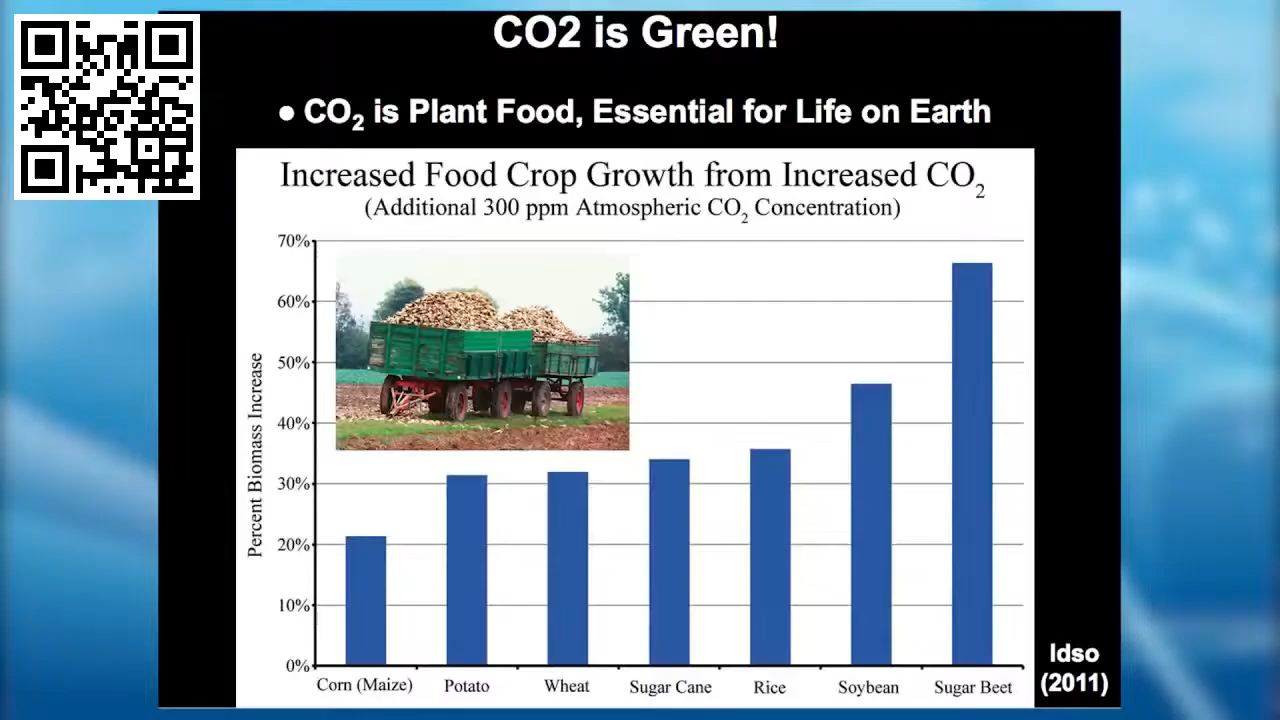 CO2 is Green!
● CO₂ is Plant Food, Essential for Life on Earth
Increased Food Crop Growth from Increased CO₂
(Additional 300 ppm Atmospheric CO₂ Concentration)
Percent Biomass Increase
70%
60%
50%
40%
30%
20%
10%
0%
Corn (Maize) Potato Wheat Sugar Cane Rice Soybean Sugar Beet
Idso
(2011)